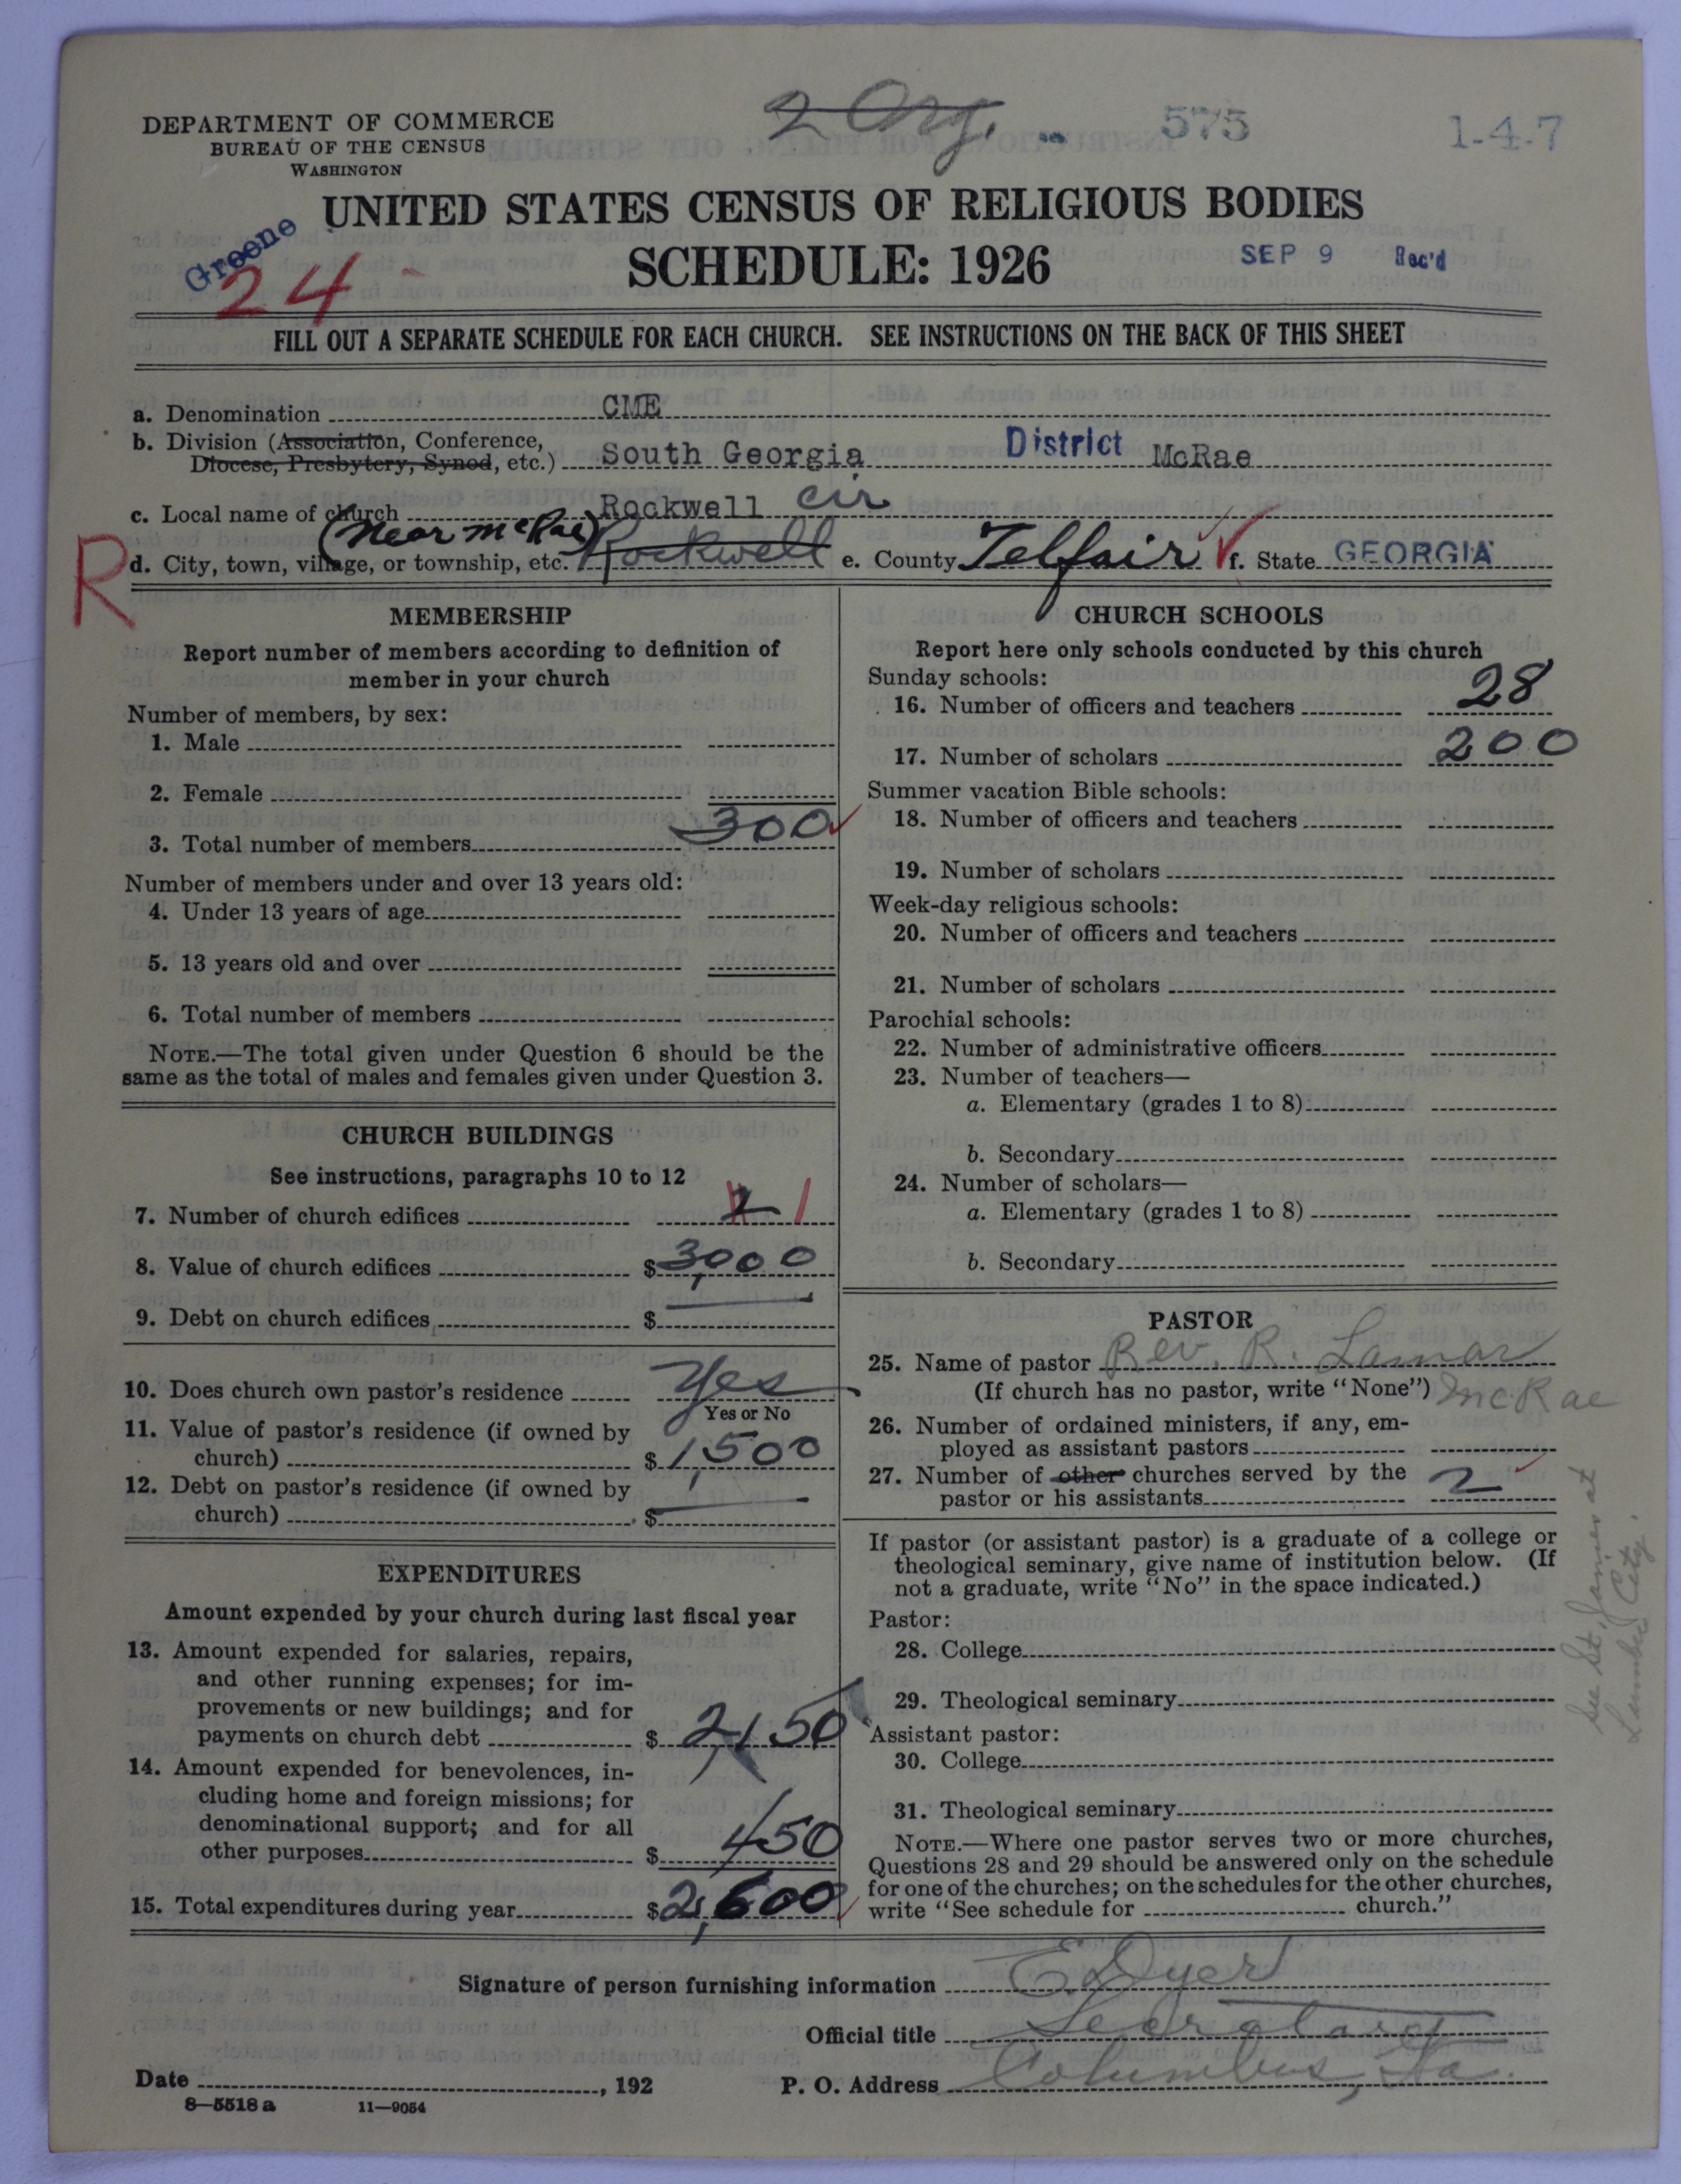 2 Org. 575 1-4-7
DEPARTMENT OF COMMERCE
BUREAU OF THE CENSUS
WASHINGTON
UNITED STATES CENSUS OF RELIGIOUS BODIES
Greene
24
SCHEDULE: 1926
SEP 9 Rec'd
FILL OUT A SEPARATE SCHEDULE FOR EACH CHURCH. SEE INSTRUCTIONS ON THE BACK OF THIS SHEET
a. Denomination CME
b. Division (Association, Conference,
Diocese, Presbytery, Synod, etc.) South Georgia District McRae
c. Local name of church Rockwell Cir
(near McRae)
R d. City, town, village, or township, etc. Rockwell e. County Telfair f. State GEORGIA
MEMBERSHIP
Report number of members according to definition of
member in your church
Number of members, by sex:
1. Male
2. Female
3. Total number of members 300
Number of members under and over 13 years old:
4. Under 13 years of age
5. 13 years old and over
6. Total number of members
NOTE.—The total given under Question 6 should be the
same as the total of males and females given under Question 3.
CHURCH BUILDINGS
See instructions, paragraphs 10 to 12
7. Number of church edifices 2 1
8. Value of church edifices $ 3,000
9. Debt on church edifices $ —
10. Does church own pastor's residence Yes
Yes or No
11. Value of pastor's residence (if owned by
church) $ 1,500
12. Debt on pastor's residence (if owned by
church) $ —
EXPENDITURES
Amount expended by your church during last fiscal year
13. Amount expended for salaries, repairs,
and other running expenses; for im-
provements or new buildings; and for
payments on church debt $ 2,150
14. Amount expended for benevolences, in-
cluding home and foreign missions; for
denominational support; and for all
other purposes $ 450
15. Total expenditures during year $ 2,600
CHURCH SCHOOLS
Report here only schools conducted by this church
Sunday schools:
16. Number of officers and teachers 28
17. Number of scholars 200
Summer vacation Bible schools:
18. Number of officers and teachers
19. Number of scholars
Week-day religious schools:
20. Number of officers and teachers
21. Number of scholars
Parochial schools:
22. Number of administrative officers
23. Number of teachers—
a. Elementary (grades 1 to 8)
b. Secondary
24. Number of scholars—
a. Elementary (grades 1 to 8)
b. Secondary
PASTOR
25. Name of pastor Rev. R. Lamar
(If church has no pastor, write "None") McRae
26. Number of ordained ministers, if any, em-
ployed as assistant pastors
27. Number of other churches served by the
pastor or his assistants 2
If pastor (or assistant pastor) is a graduate of a college or
theological seminary, give name of institution below. (If
not a graduate, write "No" in the space indicated.)
Pastor:
28. College
29. Theological seminary
Assistant pastor:
30. College
31. Theological seminary
NOTE.—Where one pastor serves two or more churches,
Questions 28 and 29 should be answered only on the schedule
for one of the churches; on the schedules for the other churches,
write "See schedule for church."
See St. James at
Lumber City.
Signature of person furnishing information E Dyer
Official title Secretary
Date , 192 P. O. Address Columbus, Ga.
8—5518 a 11—9054